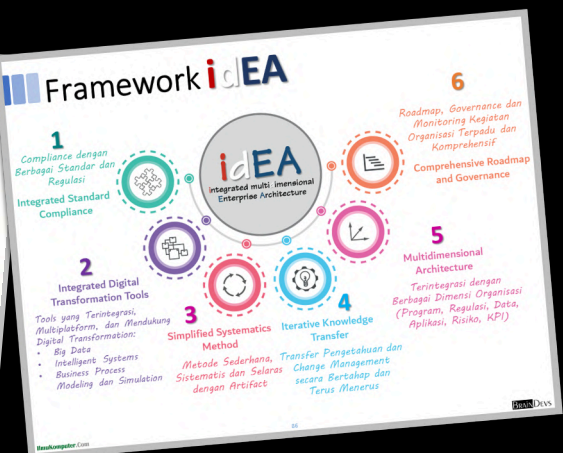 Framework idEA
1
Compliance dengan
Berbagai Standar dan
Regulasi
Integrated Standard
Compliance
2
Integrated Digital
Transformation Tools
Tools yang Terintegrasi,
Multiplatform, dan Mendukung
Digital Transformation:
• Big Data
• Intelligent Systems
• Business Process
Modeling dan Simulation
3
Simplified Systematics
Method
Metode Sederhana,
Sistematis dan Selaras
dengan Artifact
4
Iterative Knowledge
Transfer
Transfer Pengetahuan dan
Change Management
secara Bertahap dan
Terus Menerus
5
Multidimensional
Architecture
Terintegrasi dengan
Berbagai Dimensi Organisasi
(Program, Regulasi, Data,
Aplikasi, Risiko, KPI)
6
Roadmap, Governance dan
Monitoring Kegiatan
Organisasi Terpadu dan
Komprehensif
Comprehensive Roadmap
and Governance
idEA
integrated multi dimensional
Enterprise Architecture
IlmuKomputer.Com
BRAINDEVS